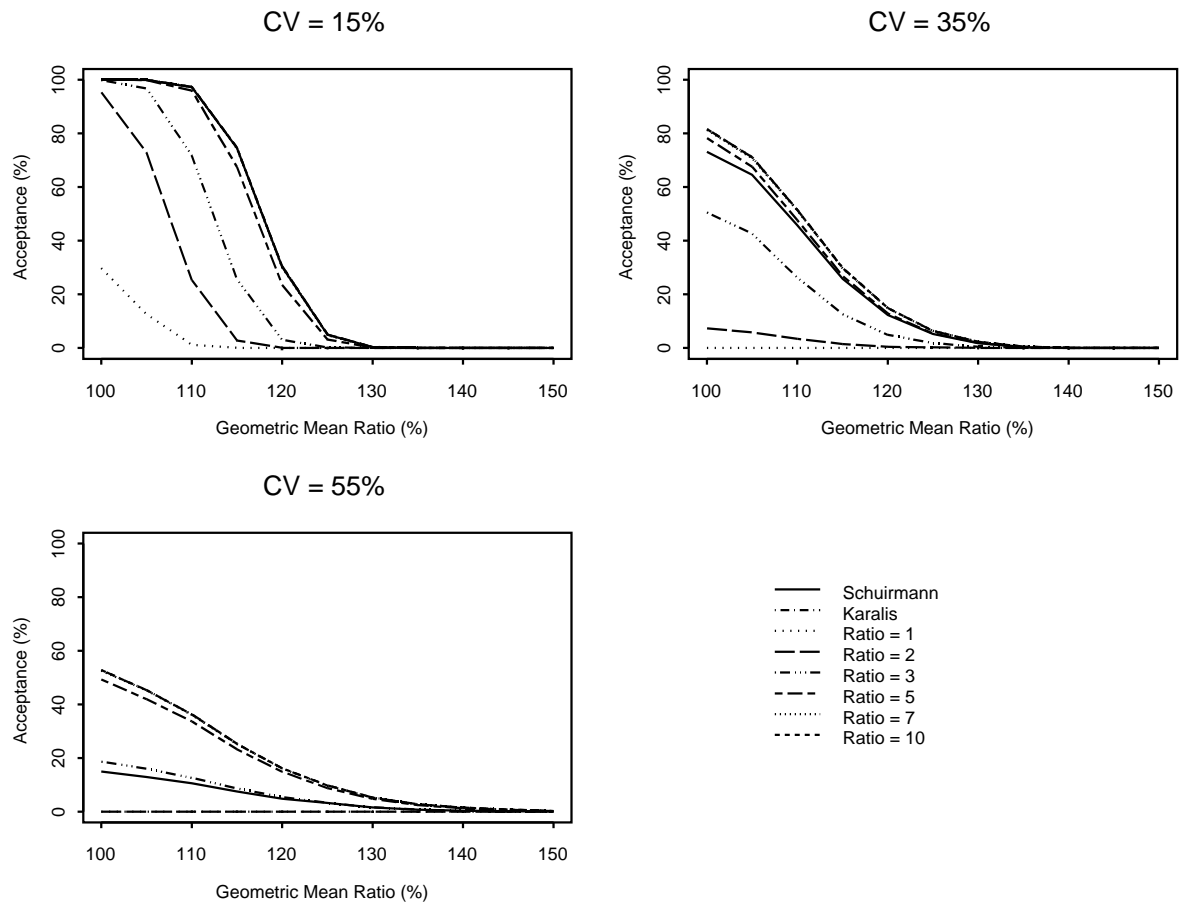 CV = 15%
Acceptance (%)
100
80
60
40
20
0
100 110 120 130 140 150
Geometric Mean Ratio (%)
CV = 35%
Acceptance (%)
100
80
60
40
20
0
100 110 120 130 140 150
Geometric Mean Ratio (%)
CV = 55%
Acceptance (%)
100
80
60
40
20
0
100 110 120 130 140 150
Geometric Mean Ratio (%)
Schuirmann
Karalis
Ratio = 1
Ratio = 2
Ratio = 3
Ratio = 5
Ratio = 7
Ratio = 10